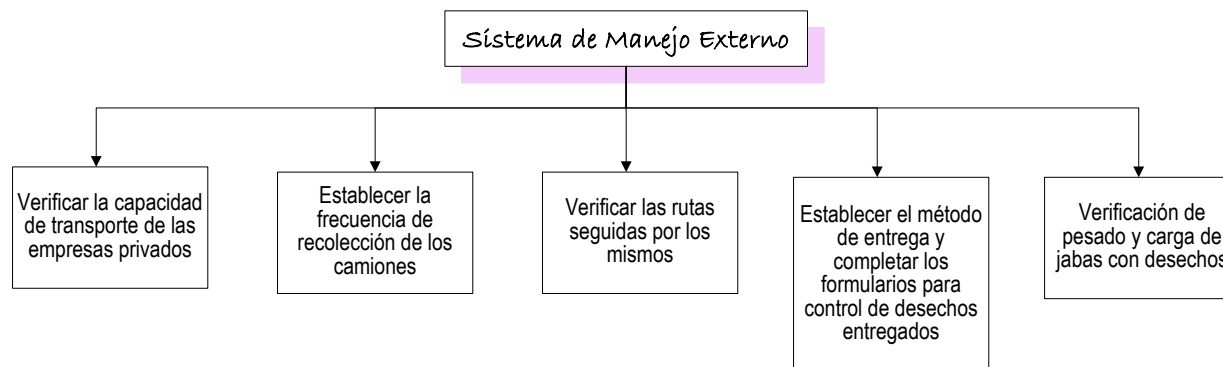 Sistema de Manejo Externo
Verificar la capacidad
de transporte de las
empresas privados
Establecer la
frecuencia de
recolección de los
camiones
Verificar las rutas
seguidas por los
mismos
Establecer el método
de entrega y
completar los
formularios para
control de desechos
entregados
Verificación de
pesado y carga de
jabas con desechos